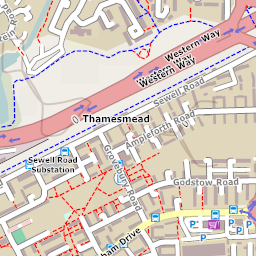 Western Way
Western Way
Sewell Road
Thamesmead
Ampleforth Road
Sewell Road
Substation
Grovebury Road
Godstow Road
ham Drive
P
P
P
P